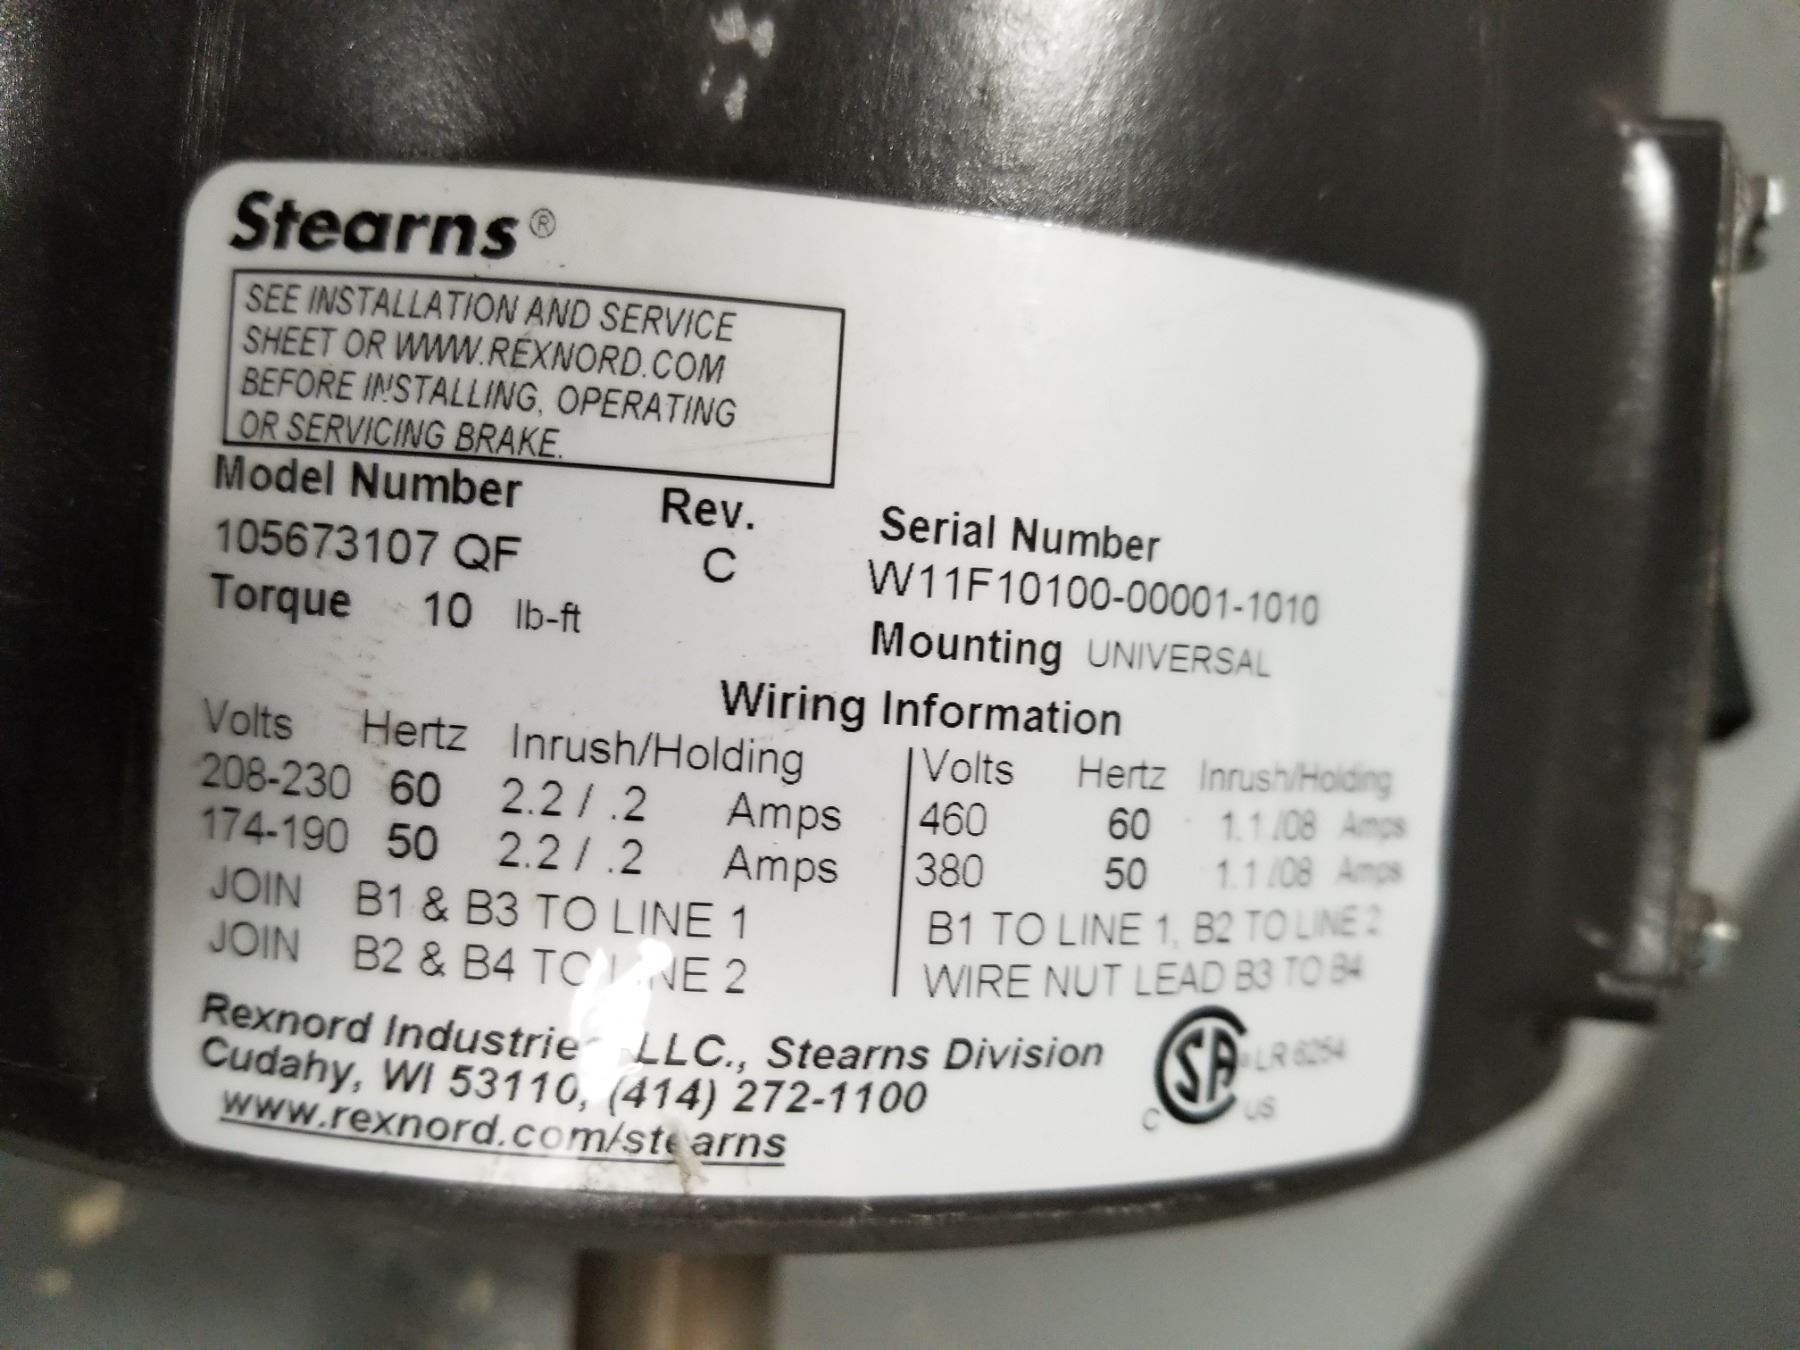 Stearns®
SEE INSTALLATION AND SERVICE
SHEET OR WWW.REXNORD.COM
BEFORE INSTALLING, OPERATING
OR SERVICING BRAKE.
Model Number Rev. Serial Number
105673107 QF C W11F10100-00001-1010
Torque 10 lb-ft Mounting UNIVERSAL
Wiring Information
Volts Hertz Inrush/Holding
208-230 60 2.2 / .2 Amps
174-190 50 2.2 / .2 Amps
JOIN B1 & B3 TO LINE 1
JOIN B2 & B4 TO LINE 2
Volts Hertz Inrush/Holding
460 60 1.1 /.08 Amps
380 50 1.1 /.08 Amps
B1 TO LINE 1, B2 TO LINE 2
WIRE NUT LEAD B3 TO B4
Rexnord Industries, LLC., Stearns Division
Cudahy, WI 53110, (414) 272-1100
www.rexnord.com/stearns
C SA US LR 6254